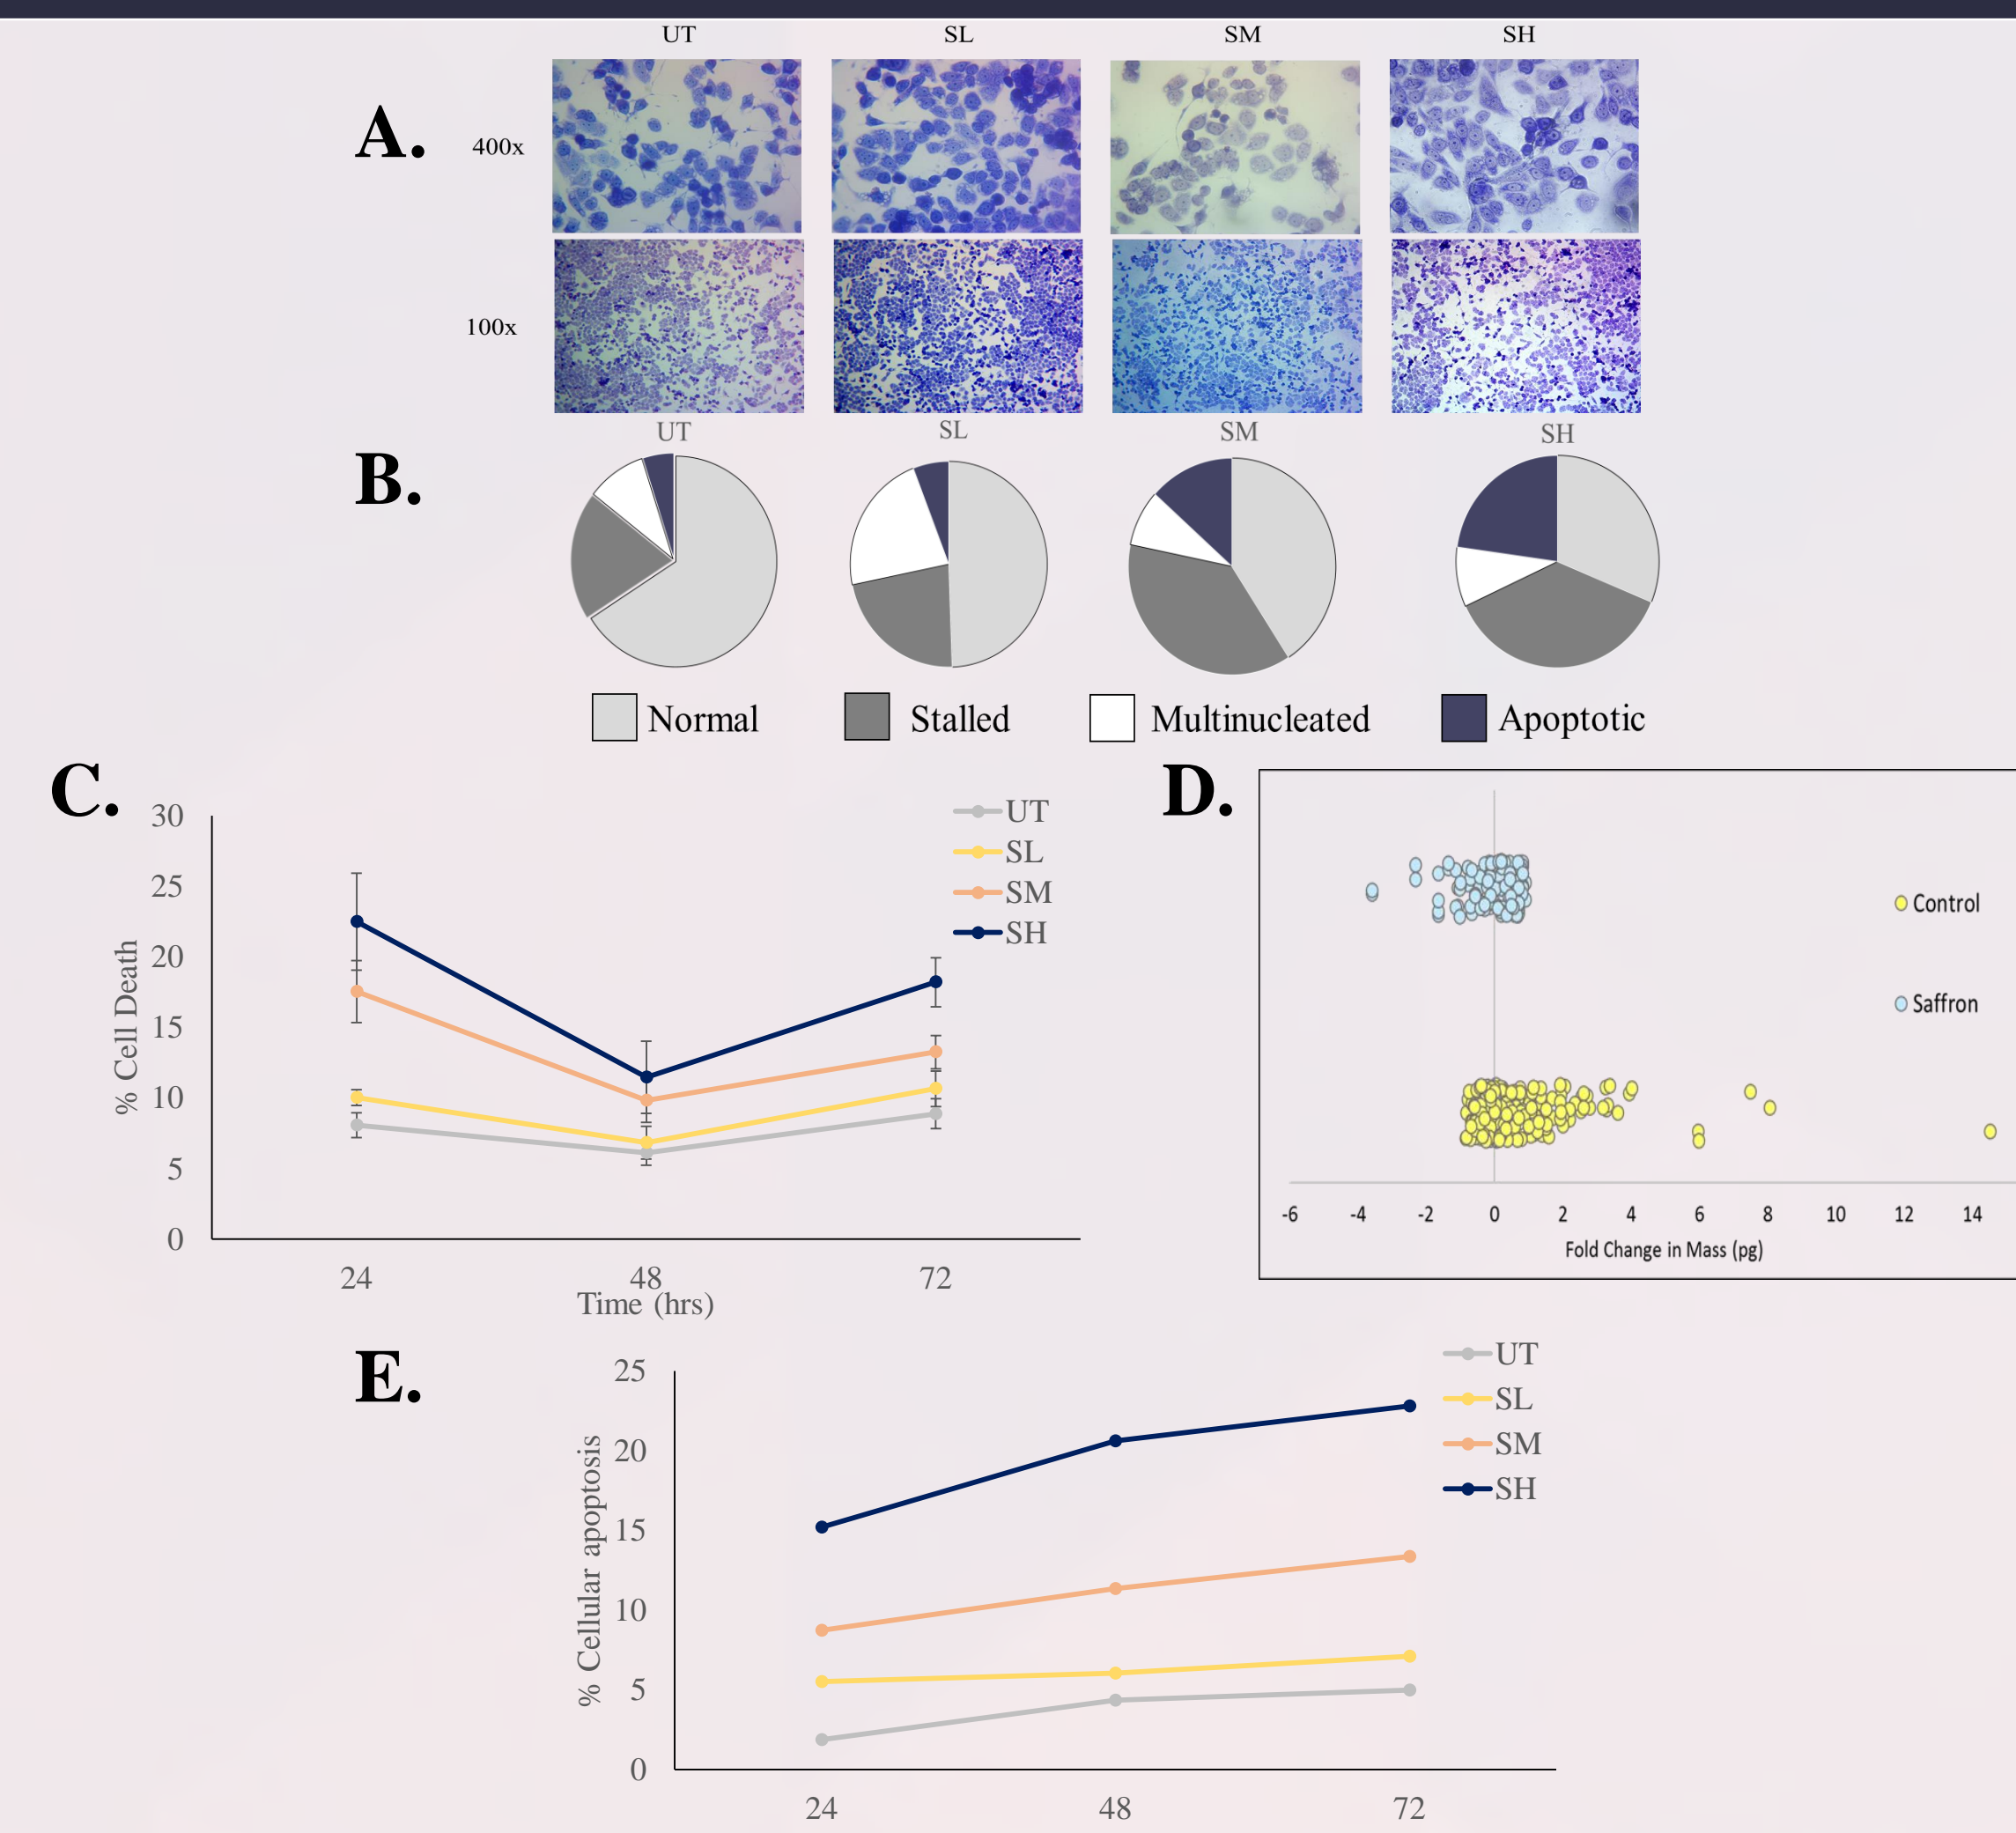 UT SL SM SH
A.
400x
100x
UT SL SM SH
B.
Normal Stalled Multinucleated Apoptotic
C.
30
25
20
15
10
5
0
% Cell Death
24 48 72
Time (hrs)
UT
SL
SM
SH
D.
Control
Saffron
-6 -4 -2 0 2 4 6 8 10 12 14
Fold Change in Mass (pg)
E.
25
20
15
10
5
0
% Cellular apoptosis
24 48 72
UT
SL
SM
SH